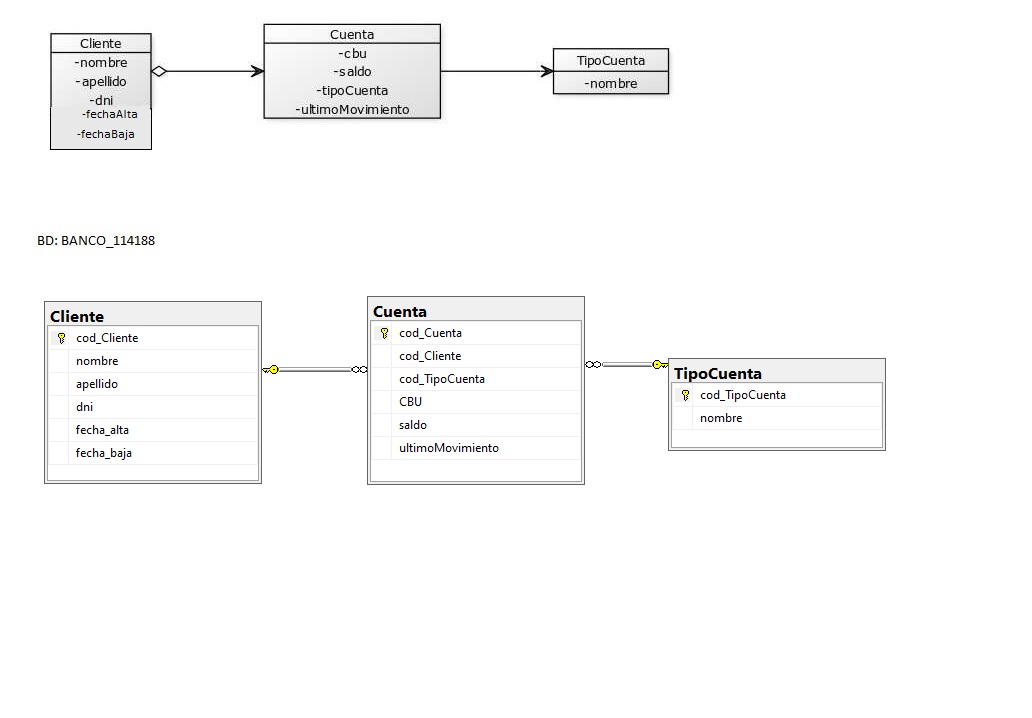 Cliente
-nombre
-apellido
-dni
-fechaAlta
-fechaBaja
Cuenta
-cbu
-saldo
-tipoCuenta
-ultimoMovimiento
TipoCuenta
-nombre
BD: BANCO_114188
Cliente
cod_Cliente
nombre
apellido
dni
fecha_alta
fecha_baja
Cuenta
cod_Cuenta
cod_Cliente
cod_TipoCuenta
CBU
saldo
ultimoMovimiento
TipoCuenta
cod_TipoCuenta
nombre